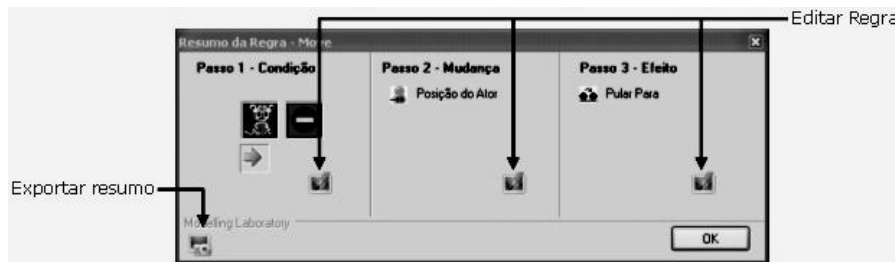 Editar Regra
Resumo da Regra - Move
Passo 1 - Condição
Passo 2 - Mudança
Passo 3 - Efeito
Posição do Ator
Pular Para
Exportar resumo
Modelling Laboratory
OK